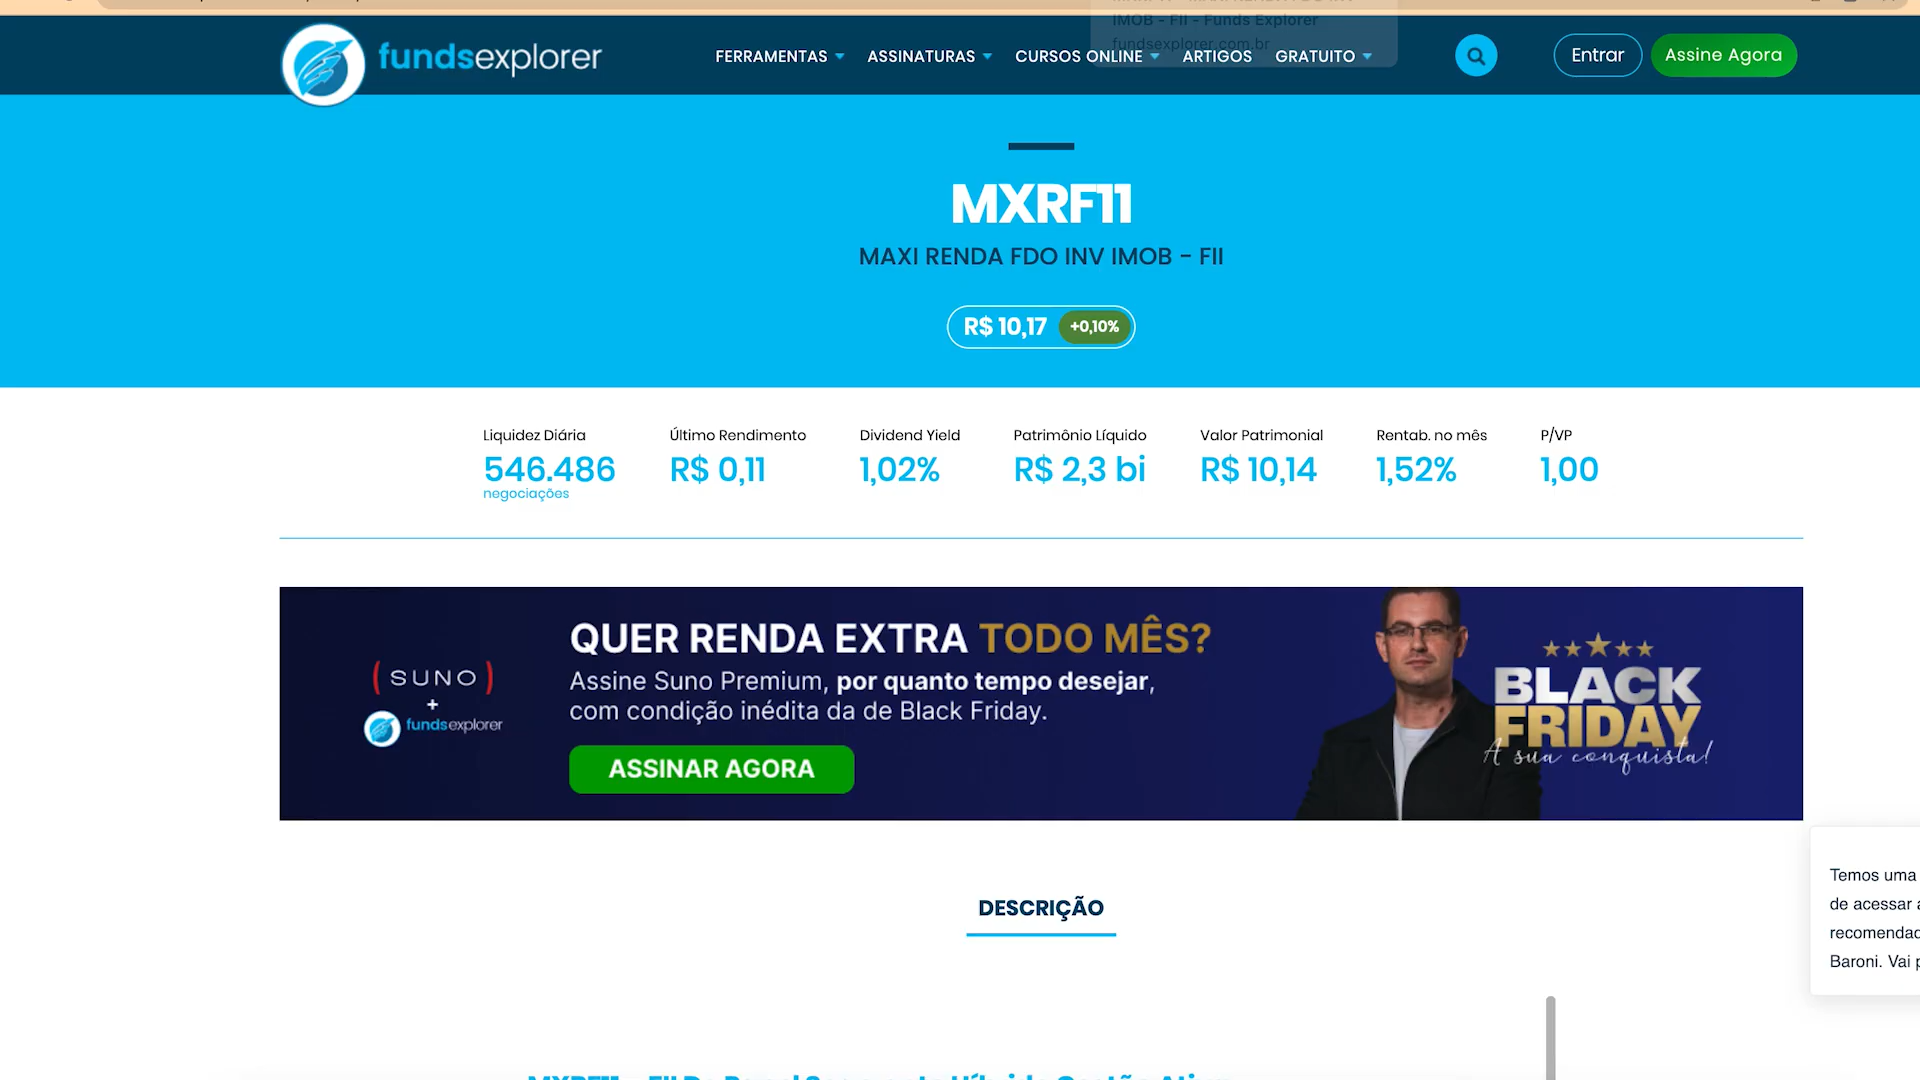 IMOB - FII - Funds Explorer
fundsexplorer.com.br
fundsexplorer
FERRAMENTAS
ASSINATURAS
CURSOS ONLINE
ARTIGOS
GRATUITO
Entrar
Assine Agora
MXRF11
MAXI RENDA FDO INV IMOB - FII
R$ 10,17
+0,10%
Liquidez Diária
546.486
negociações
Último Rendimento
R$ 0,11
Dividend Yield
1,02%
Patrimônio Líquido
R$ 2,3 bi
Valor Patrimonial
R$ 10,14
Rentab. no mês
1,52%
P/VP
1,00
(SUNO)
+
fundsexplorer
QUER RENDA EXTRA TODO MÊS?
Assine Suno Premium, por quanto tempo desejar,
com condição inédita da de Black Friday.
ASSINAR AGORA
BLACK
FRIDAY
A sua conquista!
Temos uma
de acessar
recomendad
Baroni. Vai
DESCRIÇÃO